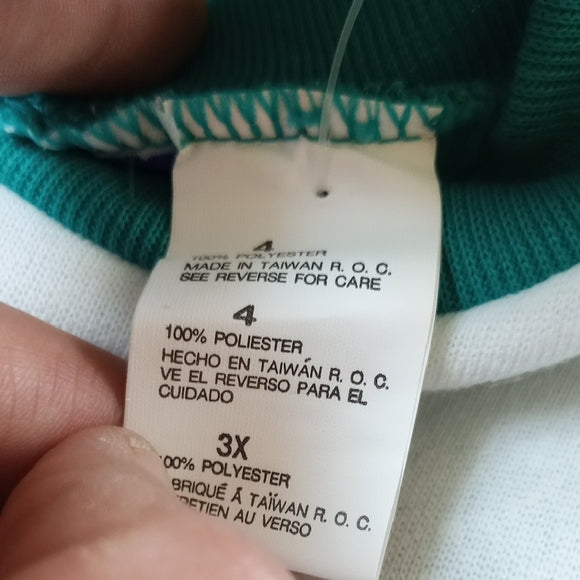 4
100% POLYESTER
MADE IN TAIWAN R. O. C.
SEE REVERSE FOR CARE
4
100% POLIESTER
HECHO EN TAIWÁN R. O. C.
VE EL REVERSO PARA EL
CUIDADO
3X
00% POLYESTER
BRIQUÉ Á TAÏWAN R. O. C.
RETIEN AU VERSO